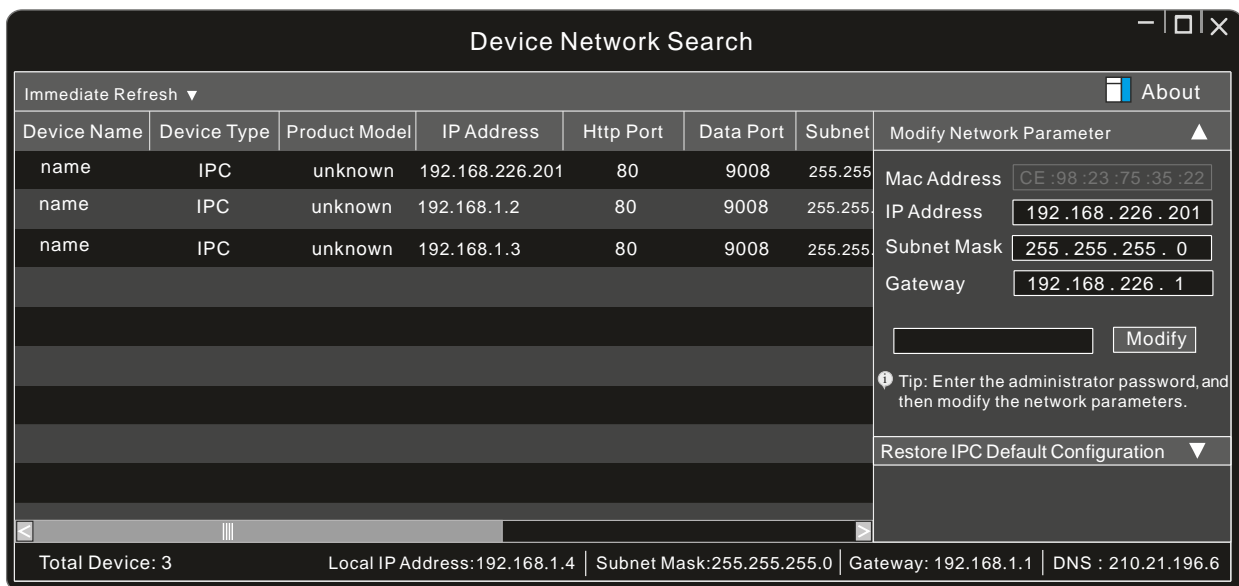 Device Network Search
Immediate Refresh ▼
About
Device Name Device Type Product Model IP Address Http Port Data Port Subnet
name IPC unknown 192.168.226.201 80 9008 255.255
name IPC unknown 192.168.1.2 80 9008 255.255.
name IPC unknown 192.168.1.3 80 9008 255.255.
Modify Network Parameter ▲
Mac Address CE :98 :23 :75 :35 :22
IP Address 192 .168 . 226 . 201
Subnet Mask 255 . 255 . 255 . 0
Gateway 192 .168 . 226 . 1
Modify
Tip: Enter the administrator password, and
then modify the network parameters.
Restore IPC Default Configuration ▼
Total Device: 3 Local IP Address:192.168.1.4 Subnet Mask:255.255.255.0 Gateway: 192.168.1.1 DNS : 210.21.196.6